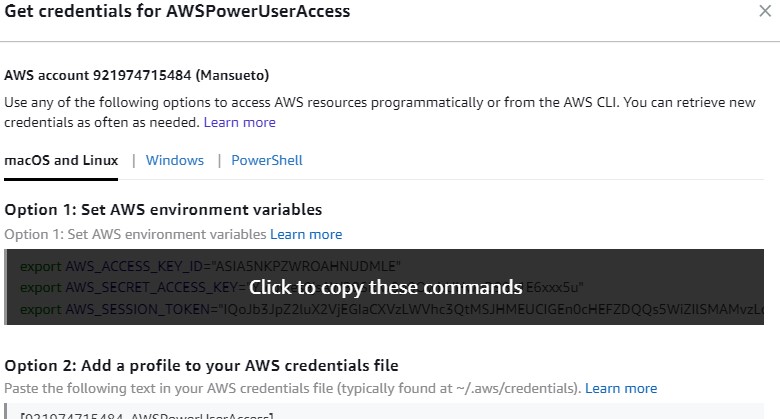 Get credentials for AWSPowerUserAccess
AWS account 921974715484 (Mansueto)
Use any of the following options to access AWS resources programmatically or from the AWS CLI. You can retrieve new
credentials as often as needed. Learn more
macOS and Linux | Windows | PowerShell
Option 1: Set AWS environment variables
Option 1: Set AWS environment variables Learn more
export AWS_ACCESS_KEY_ID="ASIA5NKPZWROAHNUDMLE"
export AWS_SECRET_ACCESS_KEY=
Click to copy these commands
export AWS_SESSION_TOKEN=
Option 2: Add a profile to your AWS credentials file
Paste the following text in your AWS credentials file (typically found at ~/.aws/credentials). Learn more
[921974715484_AWSPowerUserAccess]